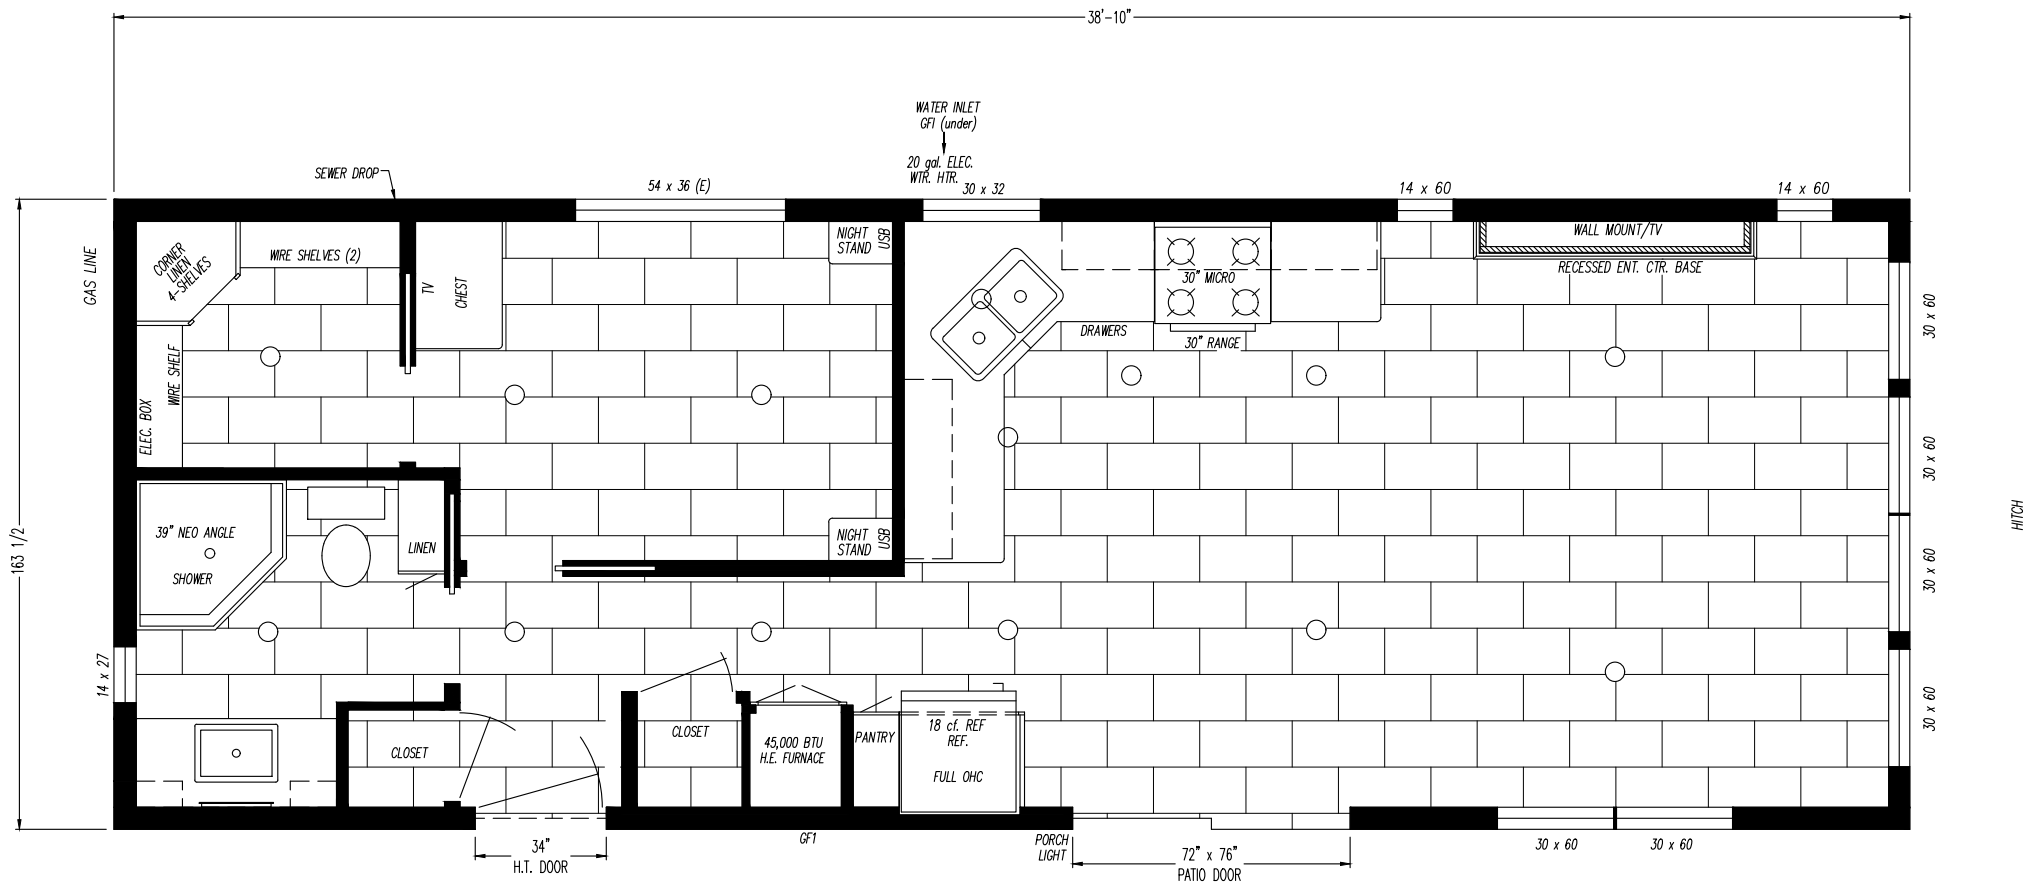 38'-10"
WATER INLET
GFI (under)
20 gal. ELEC.
WTR. HTR.
SEWER DROP
54 x 36 (E)
30 x 32
14 x 60
14 x 60
GAS LINE
CORNER
LINEN
4-SHELVES
WIRE SHELVES (2)
TV
CHEST
NIGHT
STAND
USB
WALL MOUNT/TV
RECESSED ENT. CTR. BASE
30" MICRO
DRAWERS
30" RANGE
30 x 60
WIRE SHELF
ELEC. BOX
30 x 60
163 1/2
39" NEO ANGLE
SHOWER
LINEN
NIGHT
STAND
USB
HITCH
30 x 60
14 x 27
30 x 60
CLOSET
CLOSET
45,000 BTU
H.E. FURNACE
PANTRY
18 cf. REF
REF.
FULL OHC
34"
H.T. DOOR
GF1
PORCH
LIGHT
72" x 76"
PATIO DOOR
30 x 60
30 x 60